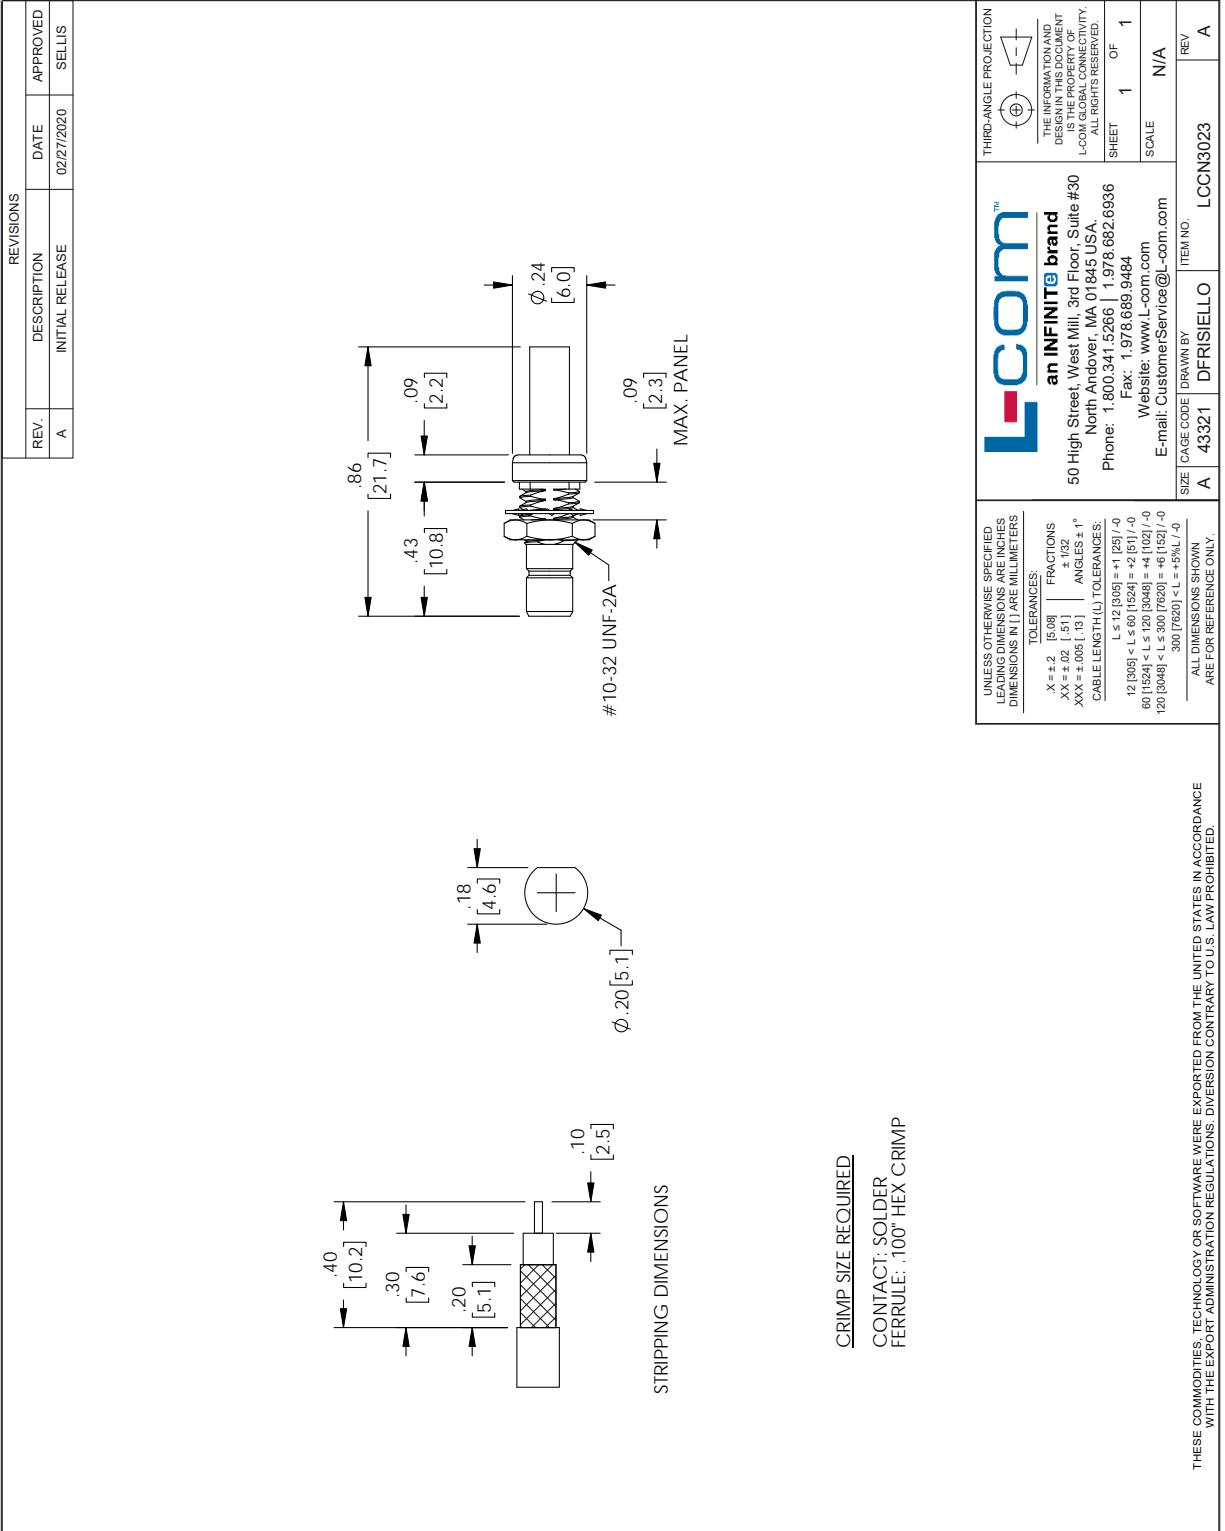 REVISIONS
REV. DESCRIPTION DATE APPROVED
A INITIAL RELEASE 02/27/2020 SELLIS
.40
[10.2]
.30
[7.6]
.20
[5.1]
.10
[2.5]
STRIPPING DIMENSIONS
.18
[4.6]
Ø.20[5.1]
.86
[21.7]
.43
[10.8]
.09
[2.2]
Ø.24
[6.0]
.09
[2.3]
MAX. PANEL
#10-32 UNF-2A
CRIMP SIZE REQUIRED
CONTACT: SOLDER
FERRULE: .100" HEX CRIMP
UNLESS OTHERWISE SPECIFIED
LEADING DIMENSIONS ARE INCHES
DIMENSIONS IN [ ] ARE MILLIMETERS
TOLERANCES:
.X = ±.2 [5.08] FRACTIONS
.XX = ±.02 [.51] ± 1/32
.XXX = ±.005 [.13] ANGLES ± 1°
CABLE LENGTH (L) TOLERANCES:
L ≤ 12 [305] = +1 [25] / -0
12 [305] < L ≤ 60 [1524] = +2 [51] / -0
60 [1524] < L ≤ 120 [3048] = +4 [102] / -0
120 [3048] < L ≤ 300 [7620] = +6 [152] / -0
300 [7620] < L = +5%L / -0
ALL DIMENSIONS SHOWN
ARE FOR REFERENCE ONLY.
L-com™
an INFINITe brand
50 High Street, West Mill, 3rd Floor, Suite #30
North Andover, MA 01845 USA.
Phone: 1.800.341.5266 | 1.978.682.6936
Fax: 1.978.689.9484
Website: www.L-com.com
E-mail: CustomerService@L-com.com
THIRD-ANGLE PROJECTION
THE INFORMATION AND
DESIGN IN THIS DOCUMENT
IS THE PROPERTY OF
L-COM GLOBAL CONNECTIVITY.
ALL RIGHTS RESERVED.
SHEET 1 OF 1
SCALE N/A
SIZE A
CAGE CODE 43321
DRAWN BY DFRISIELLO
ITEM NO. LCCN3023
REV A
THESE COMMODITIES, TECHNOLOGY OR SOFTWARE WERE EXPORTED FROM THE UNITED STATES IN ACCORDANCE
WITH THE EXPORT ADMINISTRATION REGULATIONS. DIVERSION CONTRARY TO U.S. LAW PROHIBITED.